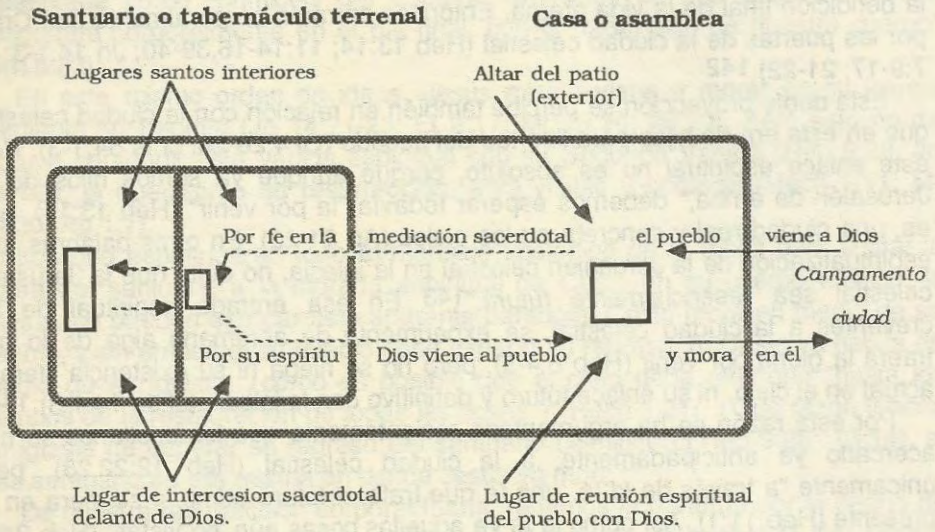 Santuario o tabernáculo terrenal
Casa o asamblea
Lugares santos interiores
Altar del patio
(exterior)
Por fe en la mediación sacerdotal el pueblo viene a Dios
Campamento
o
ciudad
Por su espiritu Dios viene al pueblo y mora en él
Lugar de intercesion sacerdotal
delante de Dios.
Lugar de reunión espiritual
del pueblo con Dios.